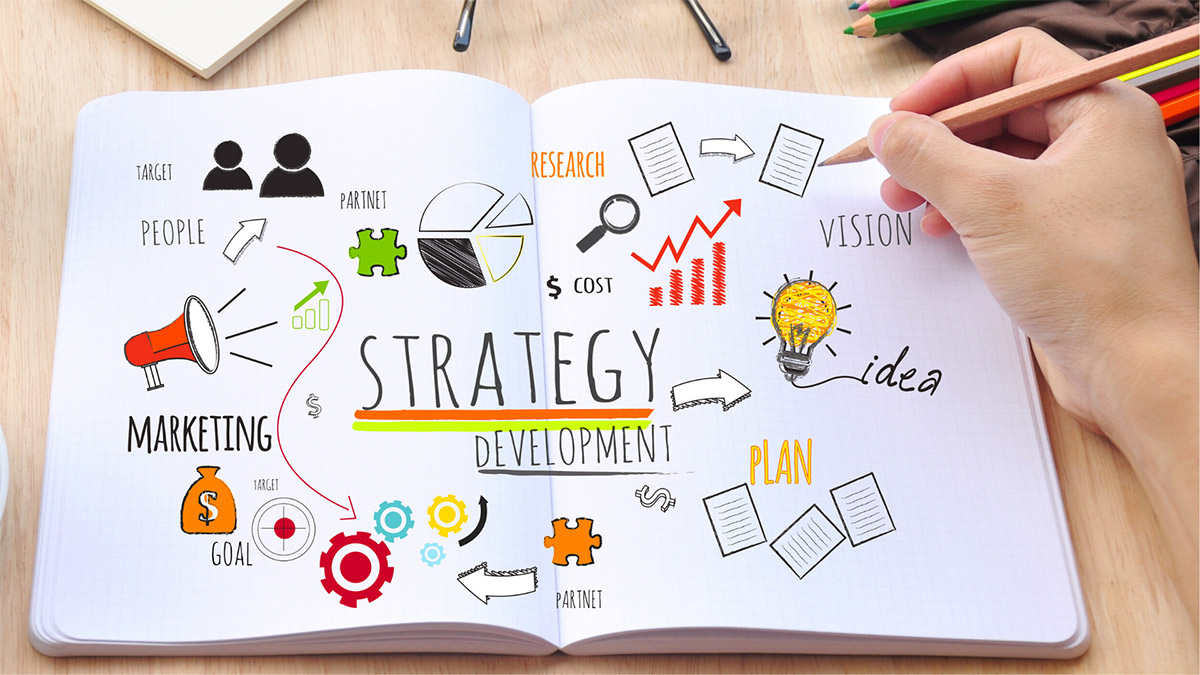 TARGET
PEOPLE
PARTNET
RESEARCH
VISION
$ COST
STRATEGY
DEVELOPMENT
idea
MARKETING
$
TARGET
GOAL
$
$
PLAN
PARTNET